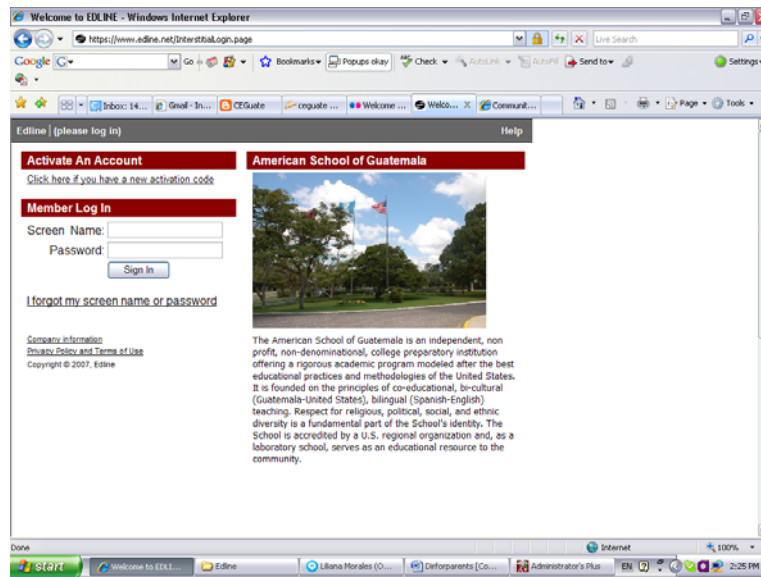 Welcome to EDLINE - Windows Internet Explorer
https://www.edline.net/InterstitialLogin.page
Live Search
Google G Go Bookmarks Popups okay Check AutoLink AutoFill Send to Settings
Inbox: 14... Gmail - In... CEGuate ceguate ... Welcome ... Welco... X Communit... Page Tools
Edline | (please log in) Help
Activate An Account
Click here if you have a new activation code
Member Log In
Screen Name:
Password:
Sign In
I forgot my screen name or password
Company information
Privacy Policy and Terms of Use
Copyright © 2007, Edline
American School of Guatemala
The American School of Guatemala is an independent, non
profit, non-denominational, college preparatory institution
offering a rigorous academic program modeled after the best
educational practices and methodologies of the United States.
It is founded on the principles of co-educational, bi-cultural
(Guatemala-United States), bilingual (Spanish-English)
teaching. Respect for religious, political, social, and ethnic
diversity is a fundamental part of the School's identity. The
School is accredited by a U.S. regional organization and, as a
laboratory school, serves as an educational resource to the
community.
Done Internet 100%
start Welcome to EDLI... Edline Liliana Morales (O... Deforparents [Co... Administrator's Plus EN 2:25 PM